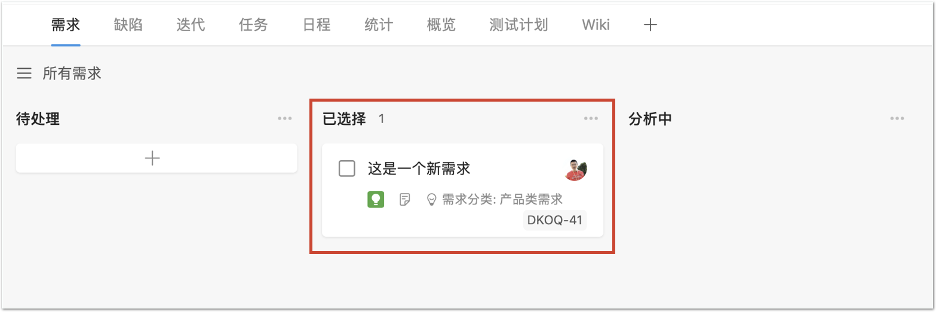 需求 缺陷 迭代 任务 日程 统计 概览 测试计划 Wiki
所有需求
待处理
已选择 1
分析中
这是一个新需求
需求分类: 产品类需求
DKOQ-41